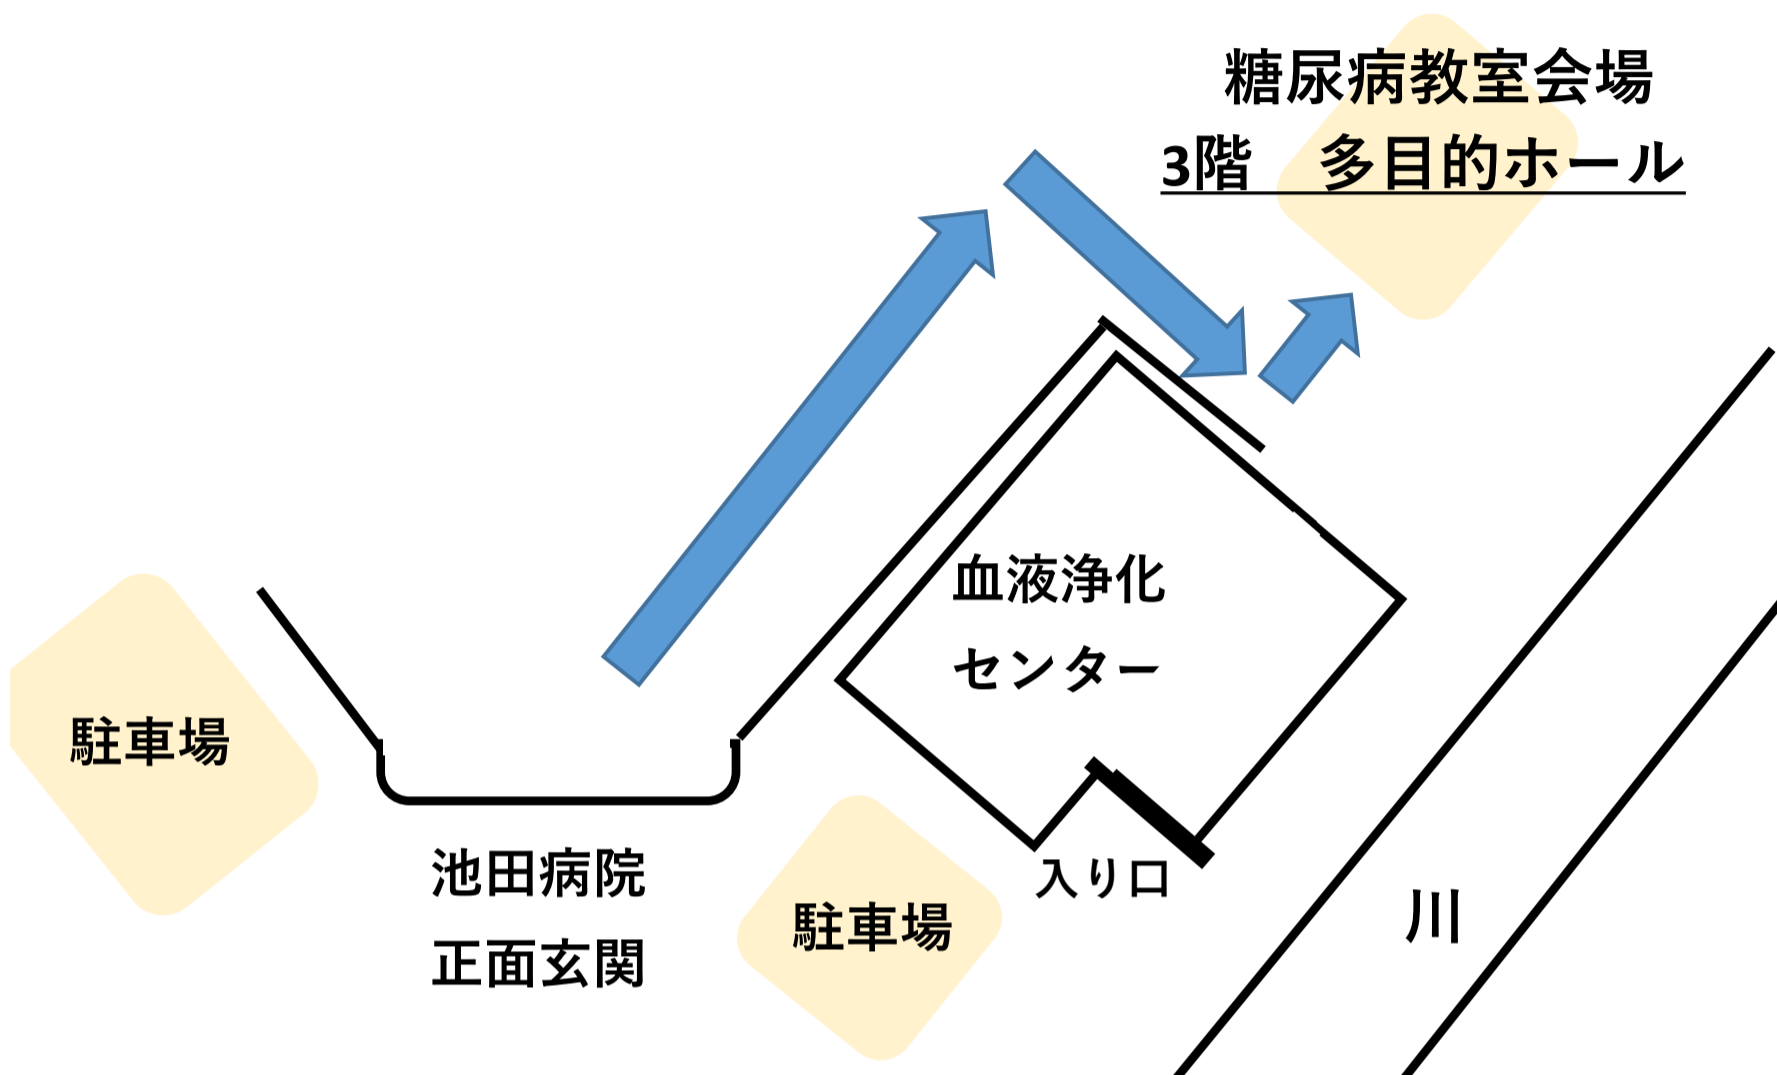 糖尿病教室会場
3階　多目的ホール
血液浄化
センター
駐車場
池田病院
正面玄関
駐車場
入り口
川